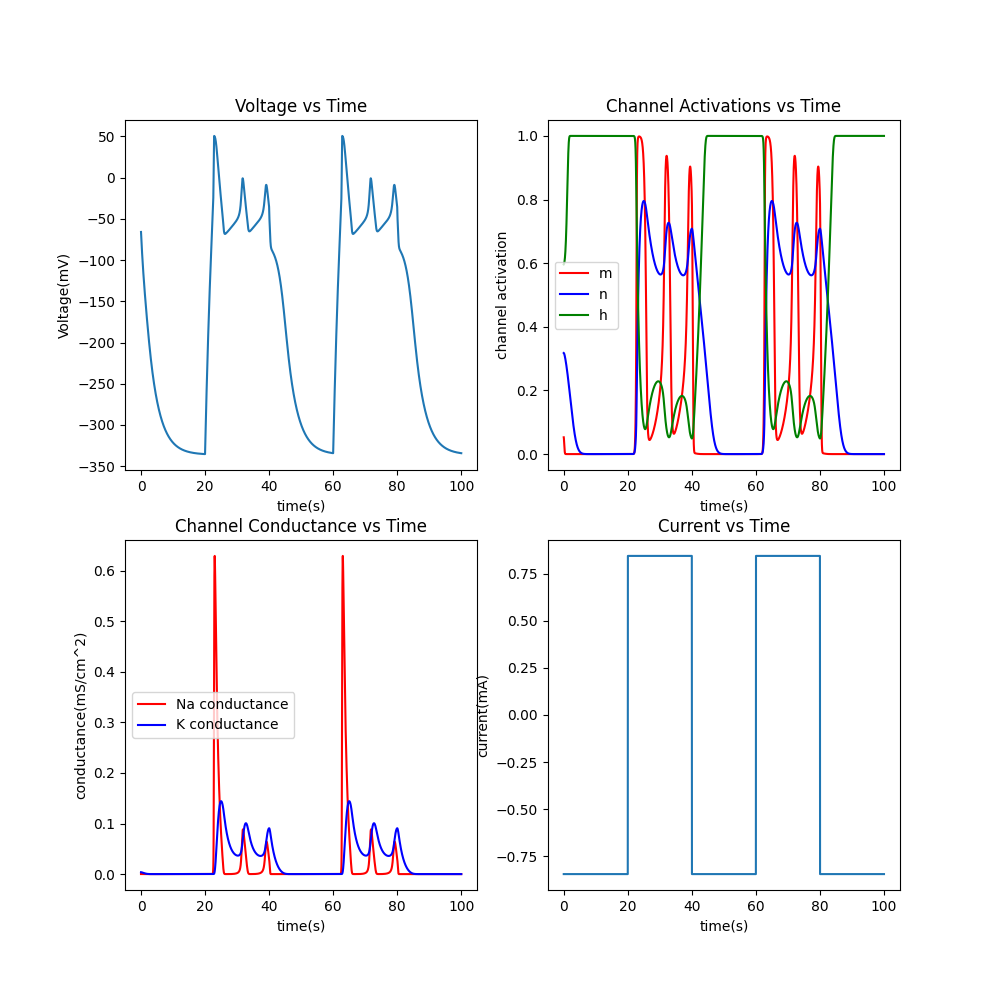 Voltage vs Time
Voltage(mV)
50
0
−50
−100
−150
−200
−250
−300
−350
0 20 40 60 80 100
time(s)
Channel Activations vs Time
channel activation
1.0
0.8
0.6
0.4
0.2
0.0
m
n
h
0 20 40 60 80 100
time(s)
Channel Conductance vs Time
conductance(mS/cm^2)
0.6
0.5
0.4
0.3
0.2
0.1
0.0
Na conductance
K conductance
0 20 40 60 80 100
time(s)
Current vs Time
current(mA)
0.75
0.50
0.25
0.00
−0.25
−0.50
−0.75
0 20 40 60 80 100
time(s)